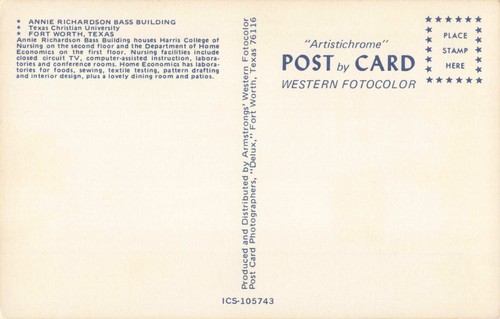 * ANNIE RICHARDSON BASS BUILDING
* Texas Christian University
* FORT WORTH, TEXAS
Annie Richardson Bass Building houses Harris College of
Nursing on the second floor and the Department of Home
Economics on the first floor. Nursing facilities include
closed circuit TV, computer-assisted instruction, labora-
tories and conference rooms. Home Economics has labora-
tories for foods, sewing, textile testing, pattern drafting
and interior design, plus a lovely dining room and patios.
Produced and Distributed by Armstrongs' Western Fotocolor
Post Card Photographers, "Delux," Fort Worth, Texas 76116
"Artistichrome"
POST by CARD
WESTERN FOTOCOLOR
PLACE
STAMP
HERE
ICS-105743